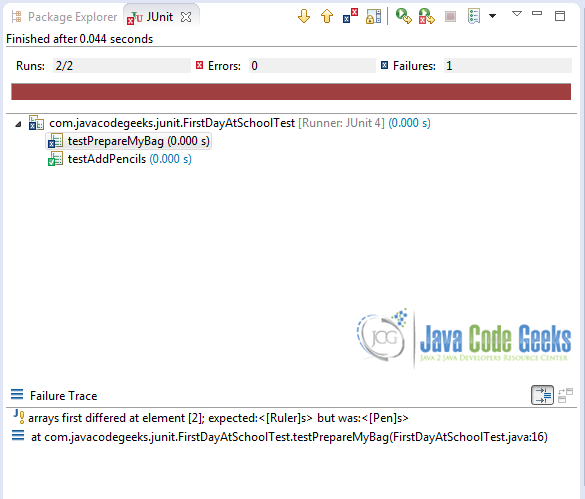 Package Explorer JUnit
Finished after 0.044 seconds
Runs: 2/2 Errors: 0 Failures: 1
com.javacodegeeks.junit.FirstDayAtSchoolTest [Runner: JUnit 4] (0.000 s)
testPrepareMyBag (0.000 s)
testAddPencils (0.000 s)
JCG
Java Code Geeks
Java 2 Java Developers Resource Center
Failure Trace
arrays first differed at element [2]; expected:<[Ruler]s> but was:<[Pen]s>
at com.javacodegeeks.junit.FirstDayAtSchoolTest.testPrepareMyBag(FirstDayAtSchoolTest.java:16)